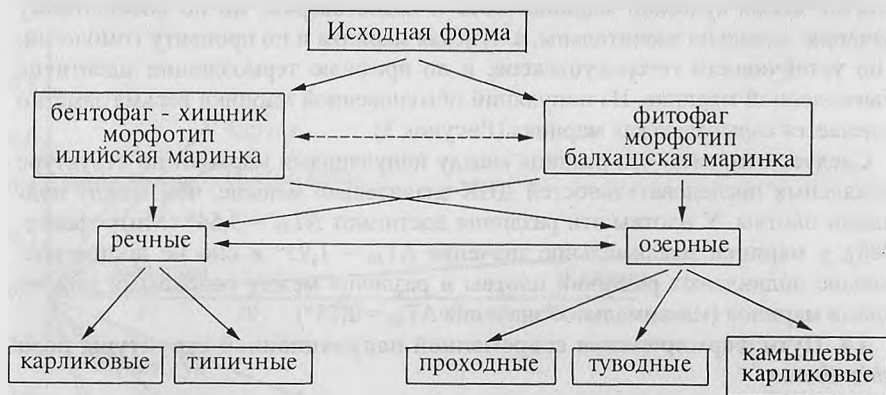 Исходная форма
бентофаг - хищник
морфотип
илийская маринка
фитофаг
морфотип
балхашская маринка
речные
озерные
карликовые
типичные
проходные
туводные
камышевые
карликовые